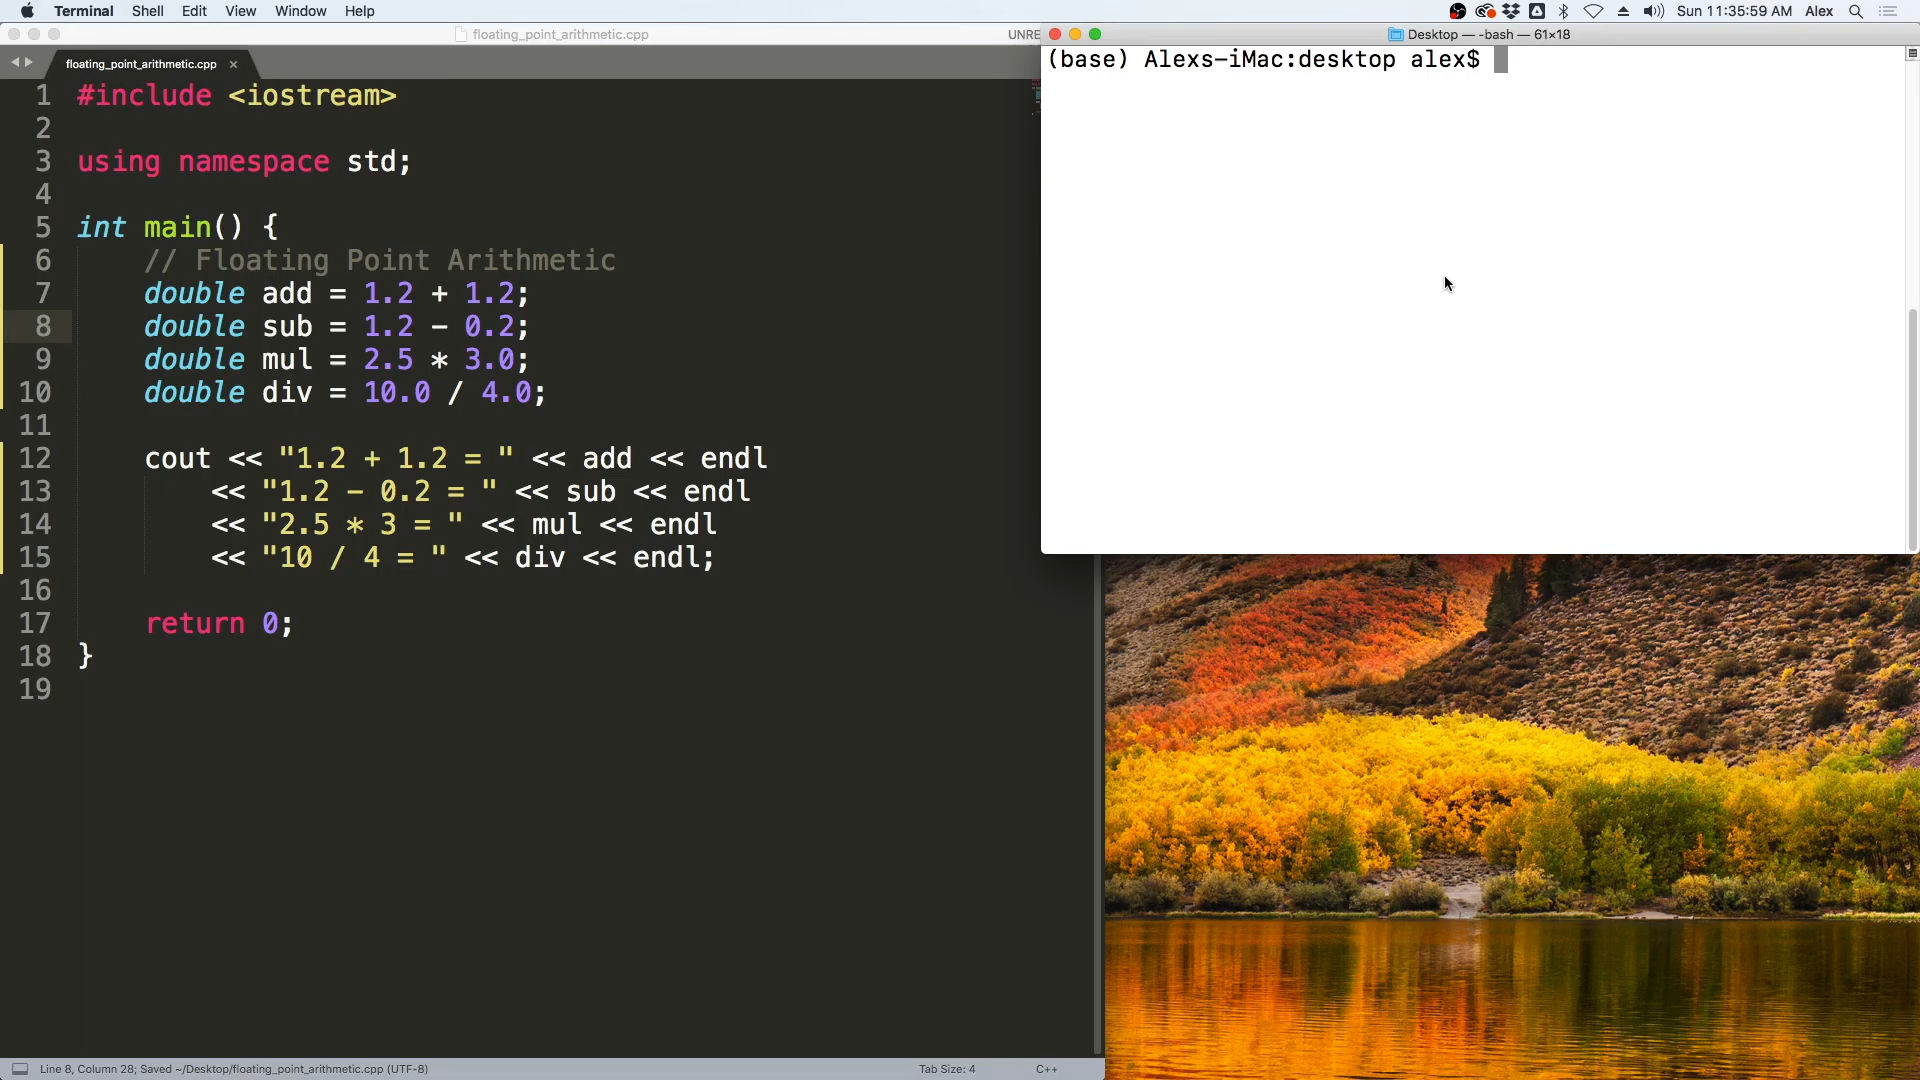 Terminal Shell Edit View Window Help
Sun 11:35:59 AM Alex
floating_point_arithmetic.cpp
UNRE
Desktop — -bash — 61×18
floating_point_arithmetic.cpp ×
(base) Alexs-iMac:desktop alex$
1 #include <iostream>
2
3 using namespace std;
4
5 int main() {
6 // Floating Point Arithmetic
7 double add = 1.2 + 1.2;
8 double sub = 1.2 - 0.2;
9 double mul = 2.5 * 3.0;
10 double div = 10.0 / 4.0;
11
12 cout << "1.2 + 1.2 = " << add << endl
13 << "1.2 - 0.2 = " << sub << endl
14 << "2.5 * 3 = " << mul << endl
15 << "10 / 4 = " << div << endl;
16
17 return 0;
18 }
19
Line 8, Column 28; Saved ~/Desktop/floating_point_arithmetic.cpp (UTF-8)
Tab Size: 4
C++